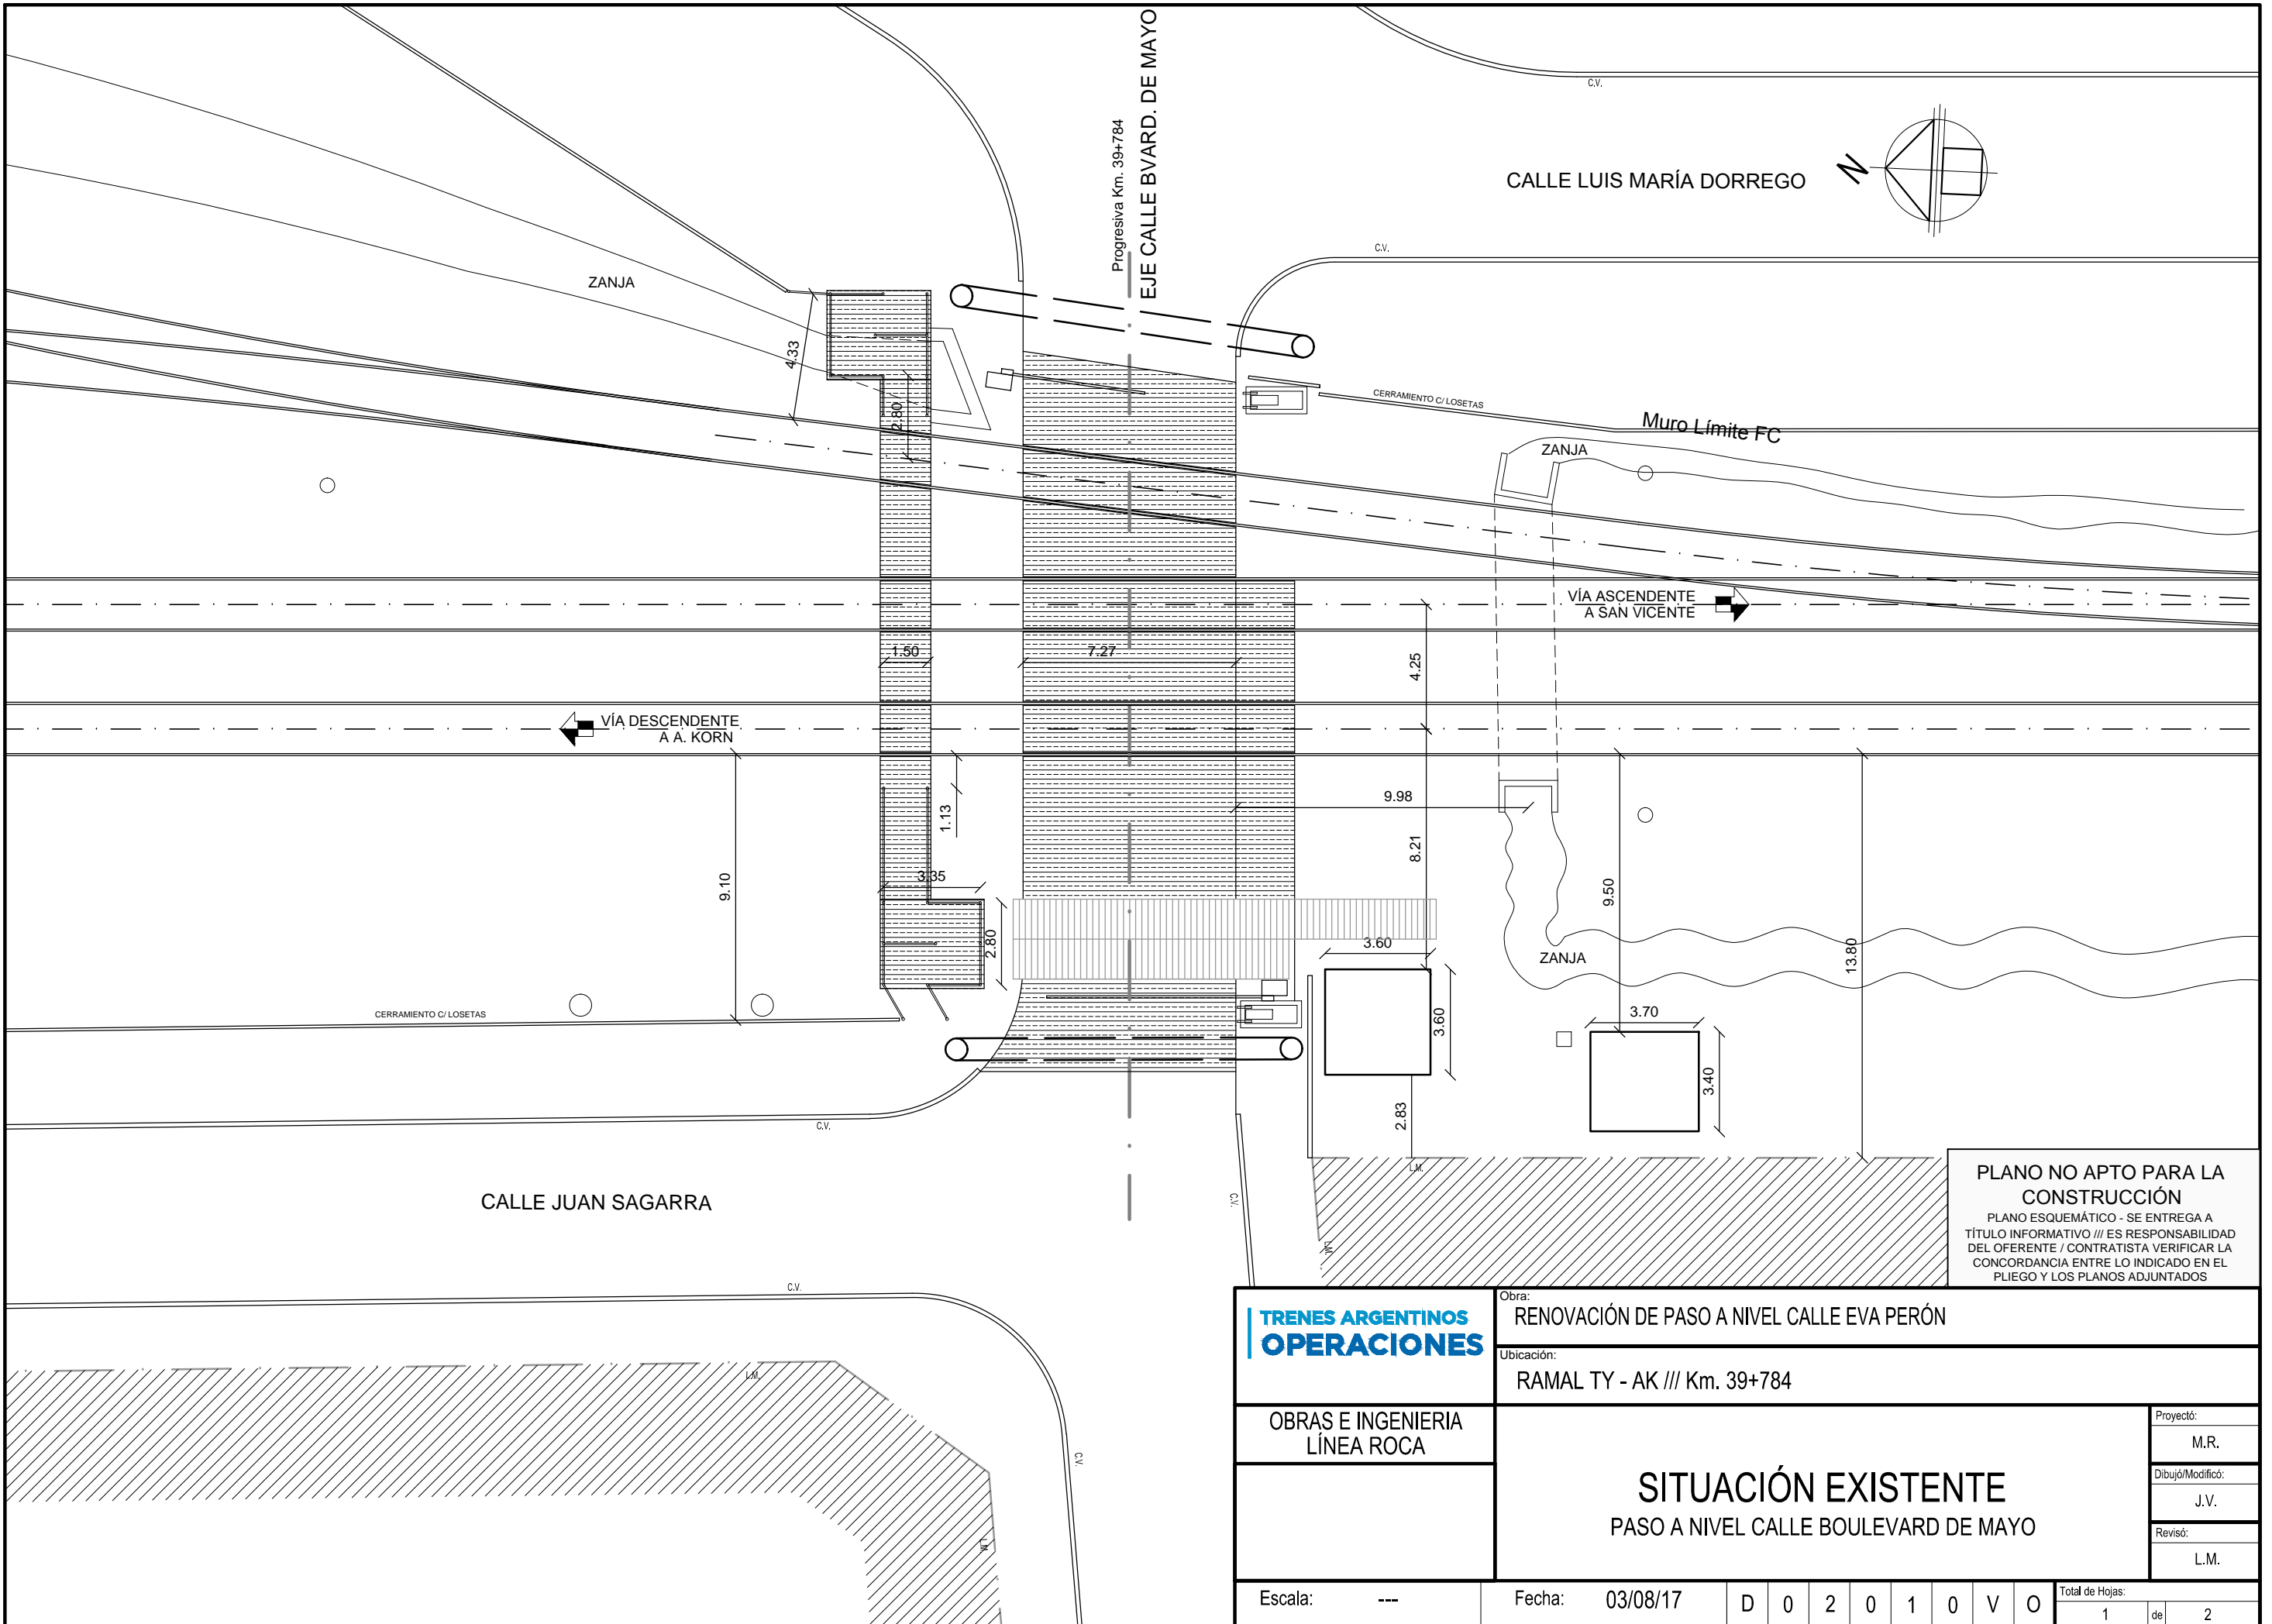 EJE CALLE BVARD. DE MAYO
Progresiva Km. 39+784
C.V.
CALLE LUIS MARÍA DORREGO
N
C.V.
ZANJA
4.33
2.80
CERRAMIENTO C/ LOSETAS
Muro Límite FC
ZANJA
VÍA ASCENDENTE
A SAN VICENTE
1.50
7.27
4.25
VÍA DESCENDENTE
A A. KORN
9.98
1.13
8.21
9.10
3.35
9.50
2.80
3.60
ZANJA
13.80
CERRAMIENTO C/ LOSETAS
3.60
3.70
3.40
2.83
C.V.
L.M.
CALLE JUAN SAGARRA
C.V.
L.M.
C.V.
L.M.
C.V.
L.M.
PLANO NO APTO PARA LA
CONSTRUCCIÓN
PLANO ESQUEMÁTICO - SE ENTREGA A
TÍTULO INFORMATIVO /// ES RESPONSABILIDAD
DEL OFERENTE / CONTRATISTA VERIFICAR LA
CONCORDANCIA ENTRE LO INDICADO EN EL
PLIEGO Y LOS PLANOS ADJUNTADOS
TRENES ARGENTINOS
OPERACIONES
Obra:
RENOVACIÓN DE PASO A NIVEL CALLE EVA PERÓN
Ubicación:
RAMAL TY - AK /// Km. 39+784
OBRAS E INGENIERIA
LÍNEA ROCA
SITUACIÓN EXISTENTE
PASO A NIVEL CALLE BOULEVARD DE MAYO
Proyectó:
M.R.
Dibujó/Modificó:
J.V.
Revisó:
L.M.
Escala: ---
Fecha: 03/08/17
D 0 2 0 1 0 V O
Total de Hojas:
1 de 2